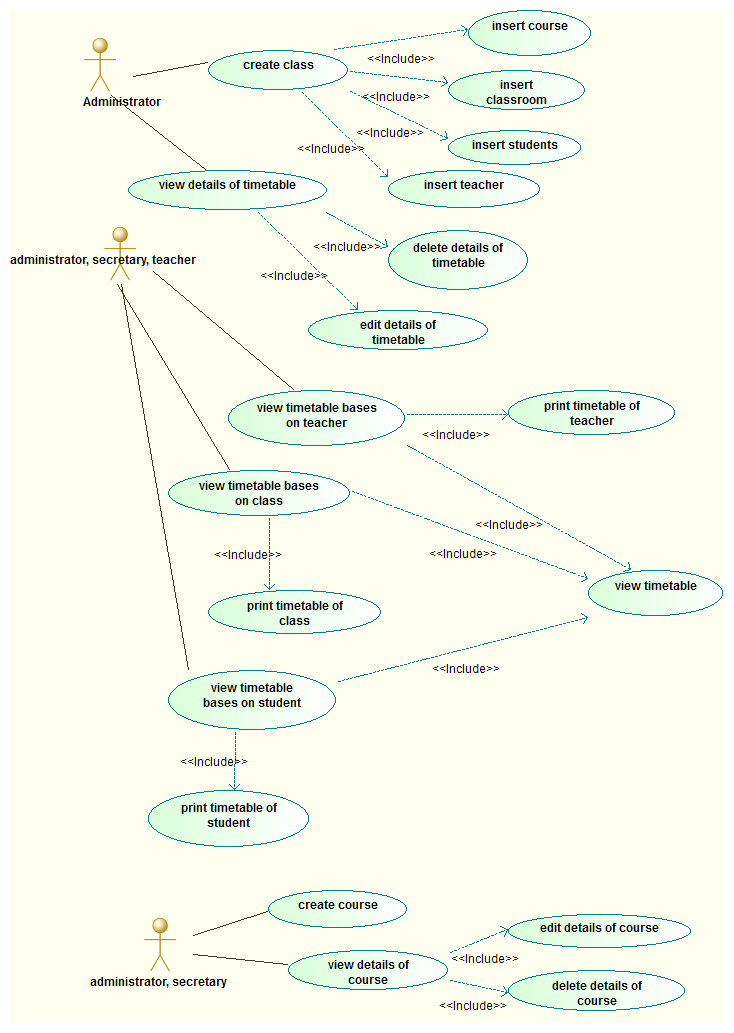 insert course
<<Include>>
create class
Administrator
insert
classroom
<<Include>>
<<Include>>
insert students
<<Include>>
view details of timetable
insert teacher
administrator, secretary, teacher
<<Include>>
delete details of
timetable
<<Include>>
edit details of
timetable
view timetable bases
on teacher
print timetable of
teacher
<<Include>>
view timetable bases
on class
<<Include>>
<<Include>>
<<Include>>
view timetable
print timetable of
class
<<Include>>
view timetable
bases on student
<<Include>>
print timetable of
student
create course
edit details of course
administrator, secretary
view details of
course
<<Include>>
delete details of
course
<<Include>>